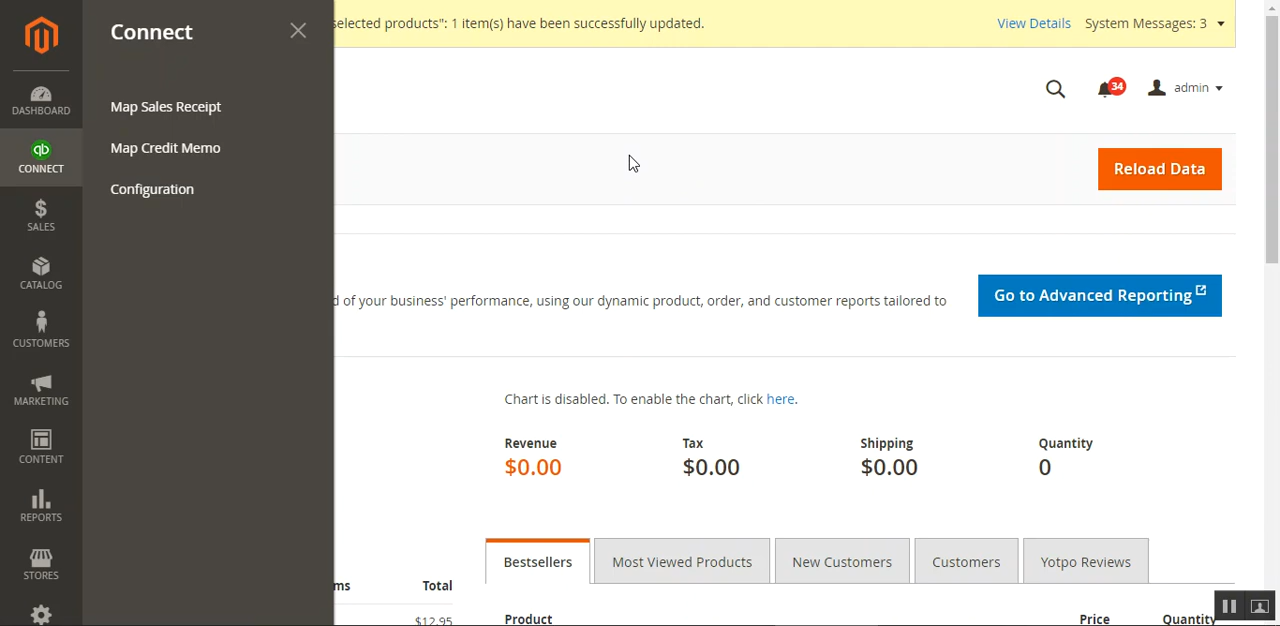 Connect
selected products": 1 item(s) have been successfully updated.
View Details
System Messages: 3
DASHBOARD
Map Sales Receipt
34
admin
qb
CONNECT
Map Credit Memo
Reload Data
Configuration
$
SALES
CATALOG
d of your business' performance, using our dynamic product, order, and customer reports tailored to
Go to Advanced Reporting
CUSTOMERS
MARKETING
Chart is disabled. To enable the chart, click here.
CONTENT
Revenue
Tax
Shipping
Quantity
$0.00
$0.00
$0.00
0
REPORTS
STORES
Bestsellers
Most Viewed Products
New Customers
Customers
Yotpo Reviews
ms
Total
$12.95
Product
Price
Quantity